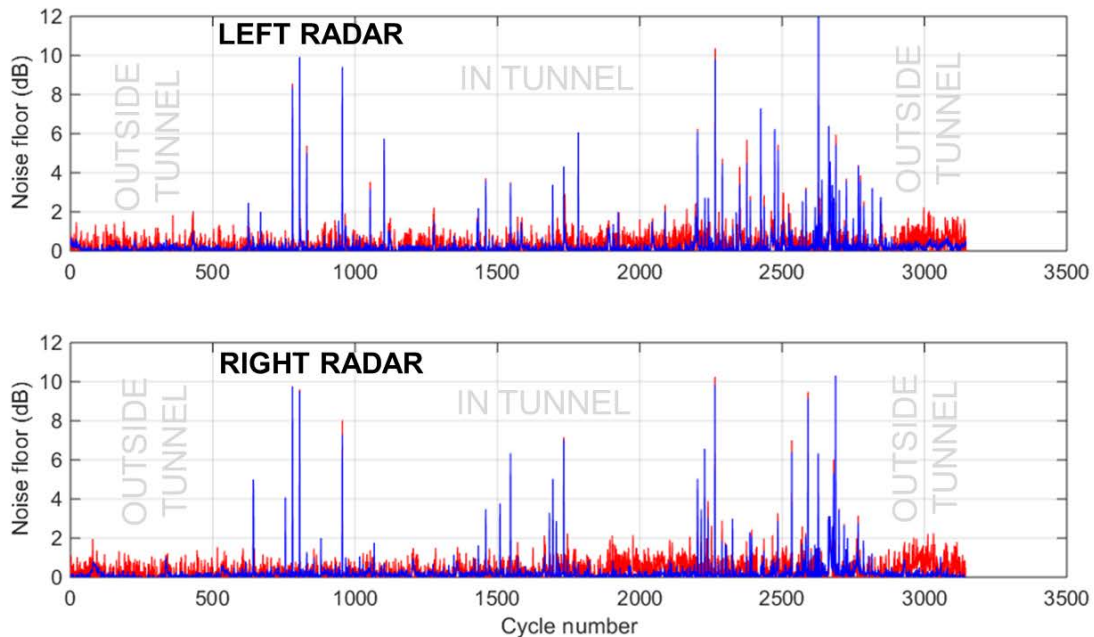 12
LEFT RADAR
10
8
6
4
2
0
Noise floor (dB)
OUTSIDE
TUNNEL
IN TUNNEL
OUTSIDE
TUNNEL
0 500 1000 1500 2000 2500 3000 3500
12
RIGHT RADAR
10
8
6
4
2
0
Noise floor (dB)
OUTSIDE
TUNNEL
IN TUNNEL
OUTSIDE
TUNNEL
0 500 1000 1500 2000 2500 3000 3500
Cycle number